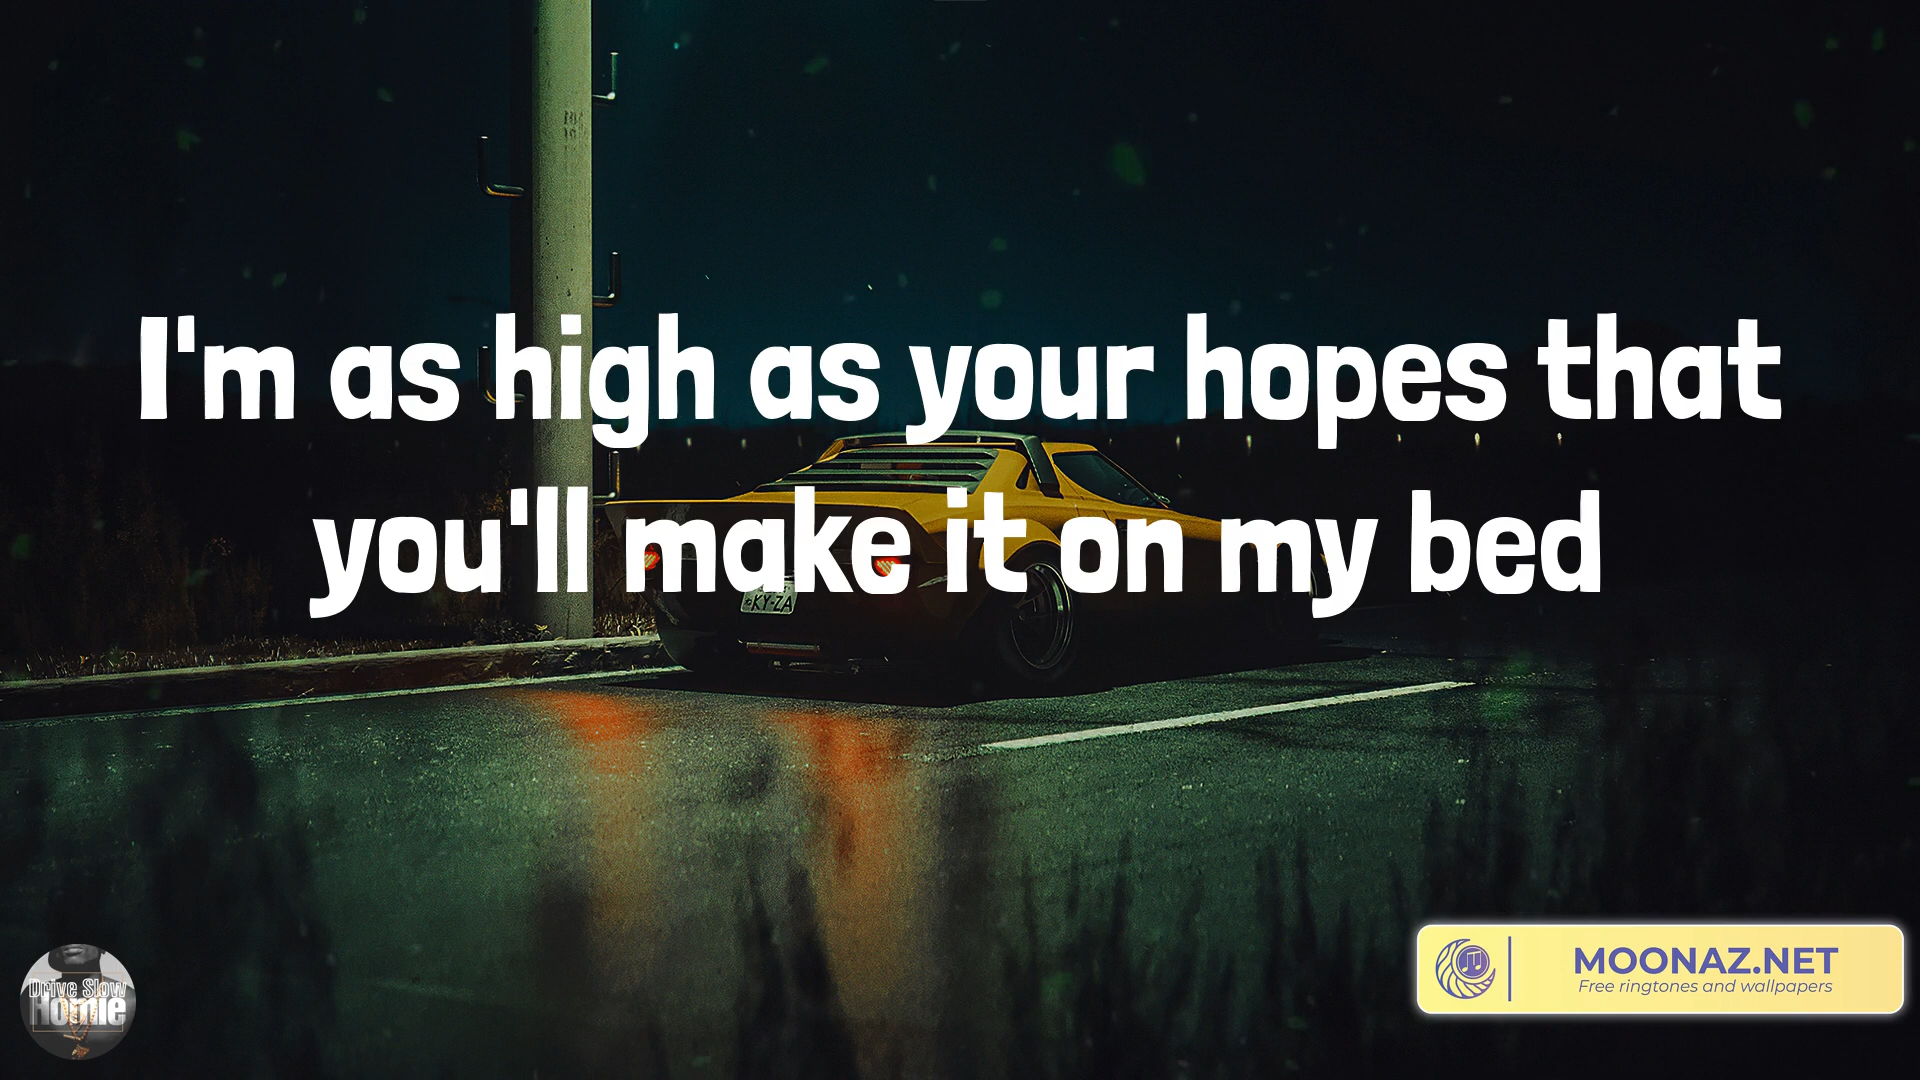 I'm as high as your hopes that
you'll make it on my bed
KY-ZA
Drive Slow
Homie
MOONAZ.NET
Free ringtones and wallpapers